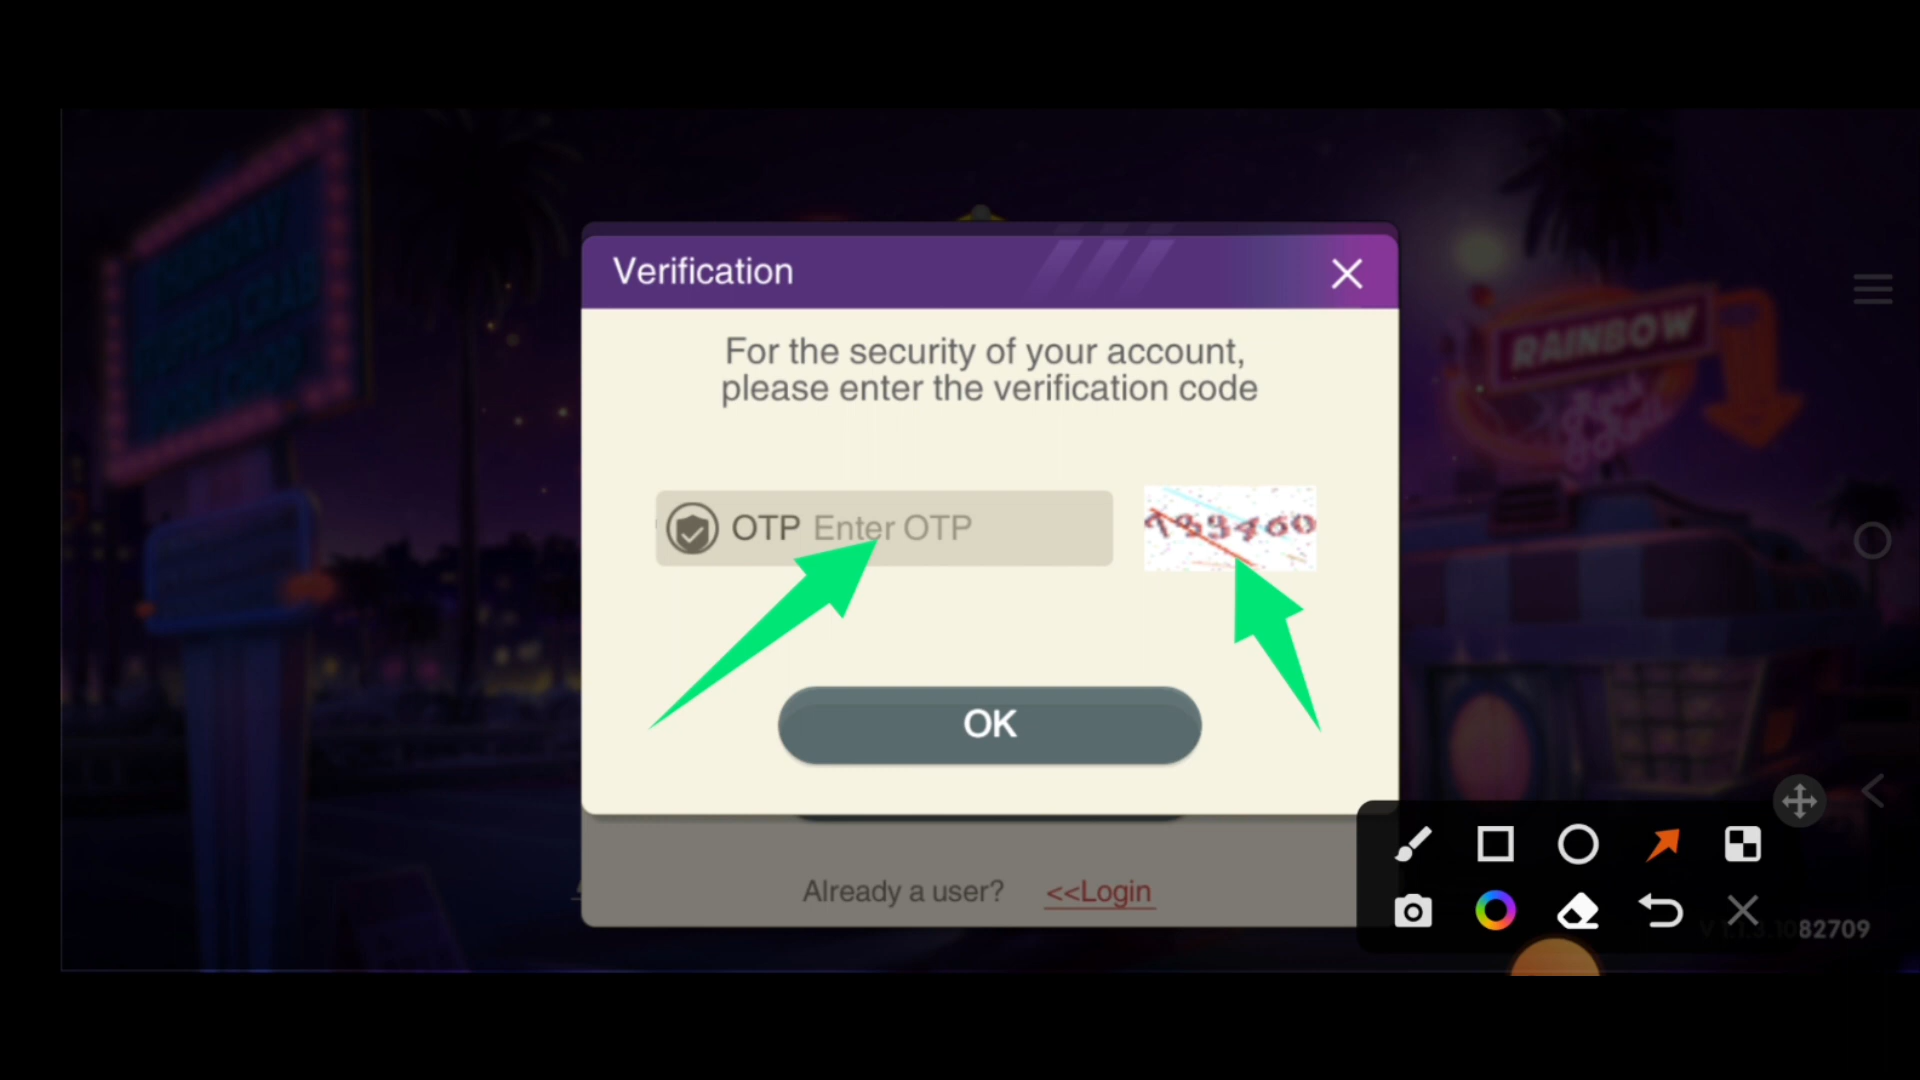 Verification
For the security of your account,
please enter the verification code
OTP Enter OTP
OK
Already a user? <<Login
RAINBOW
82709